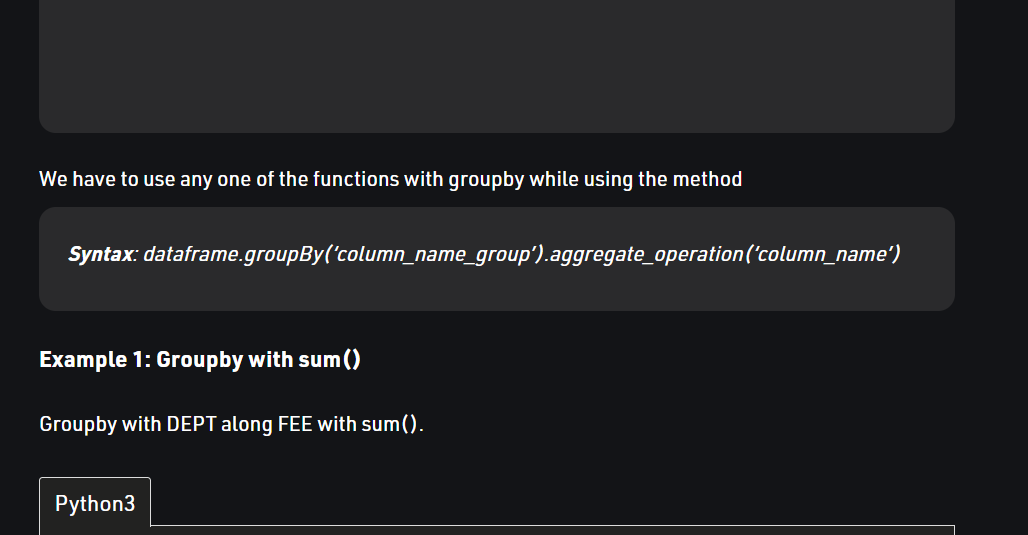 We have to use any one of the functions with groupby while using the method
Syntax: dataframe.groupBy(‘column_name_group’).aggregate_operation(‘column_name’)
Example 1: Groupby with sum()
Groupby with DEPT along FEE with sum().
Python3